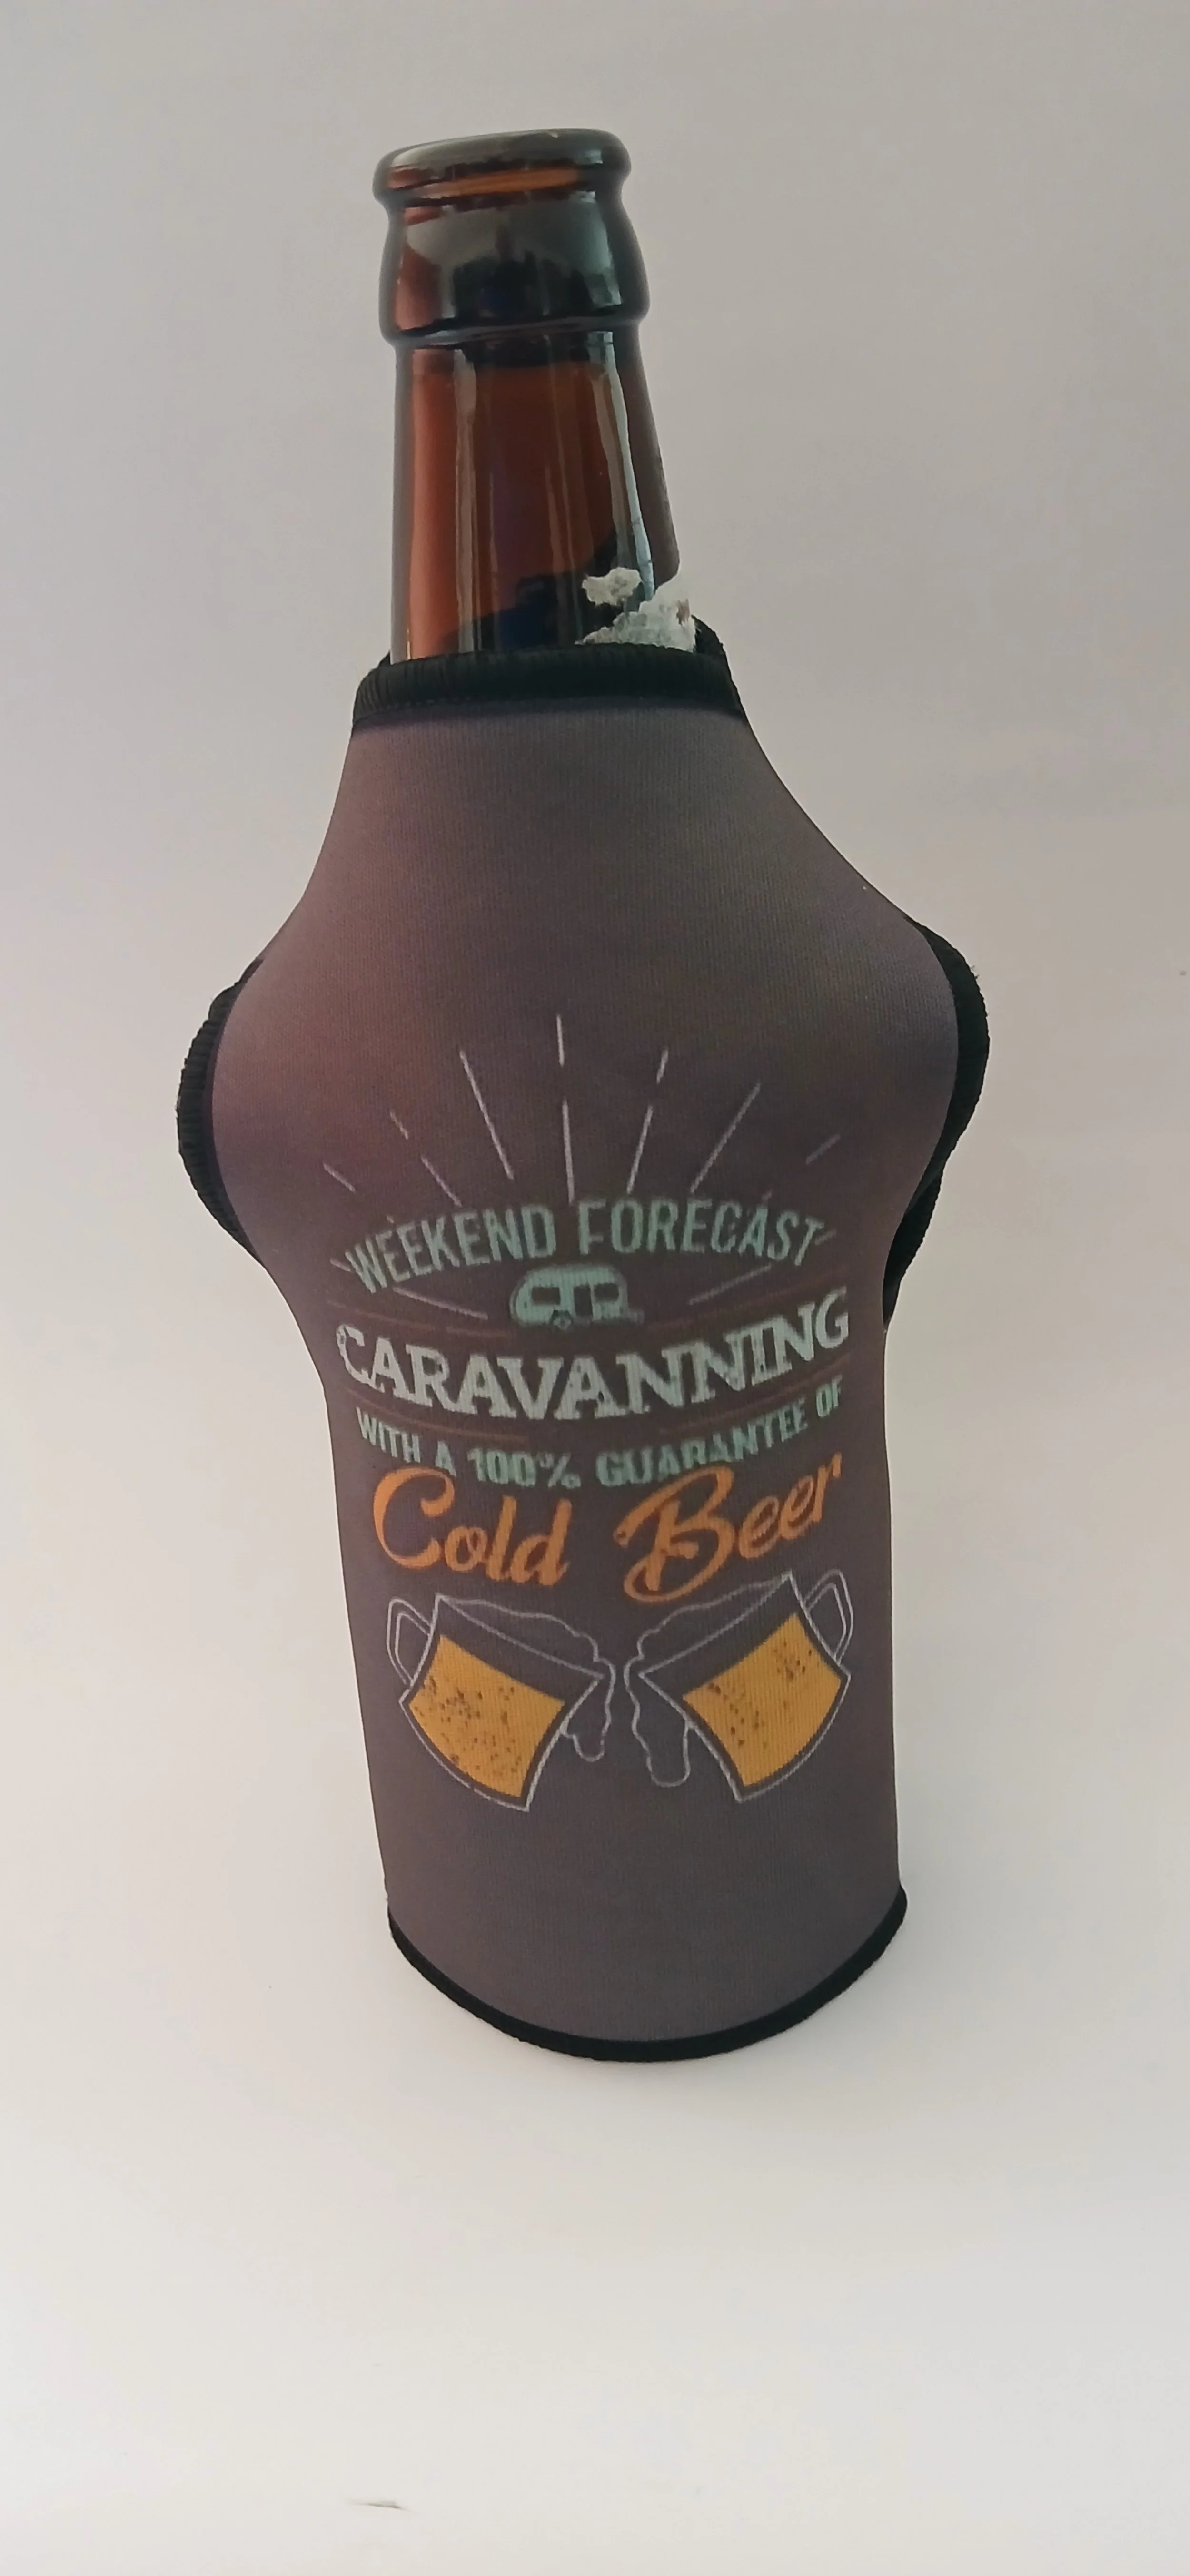 WEEKEND FORECAST
CARAVANNING
WITH A 100% GUARANTEE OF
Cold Beer